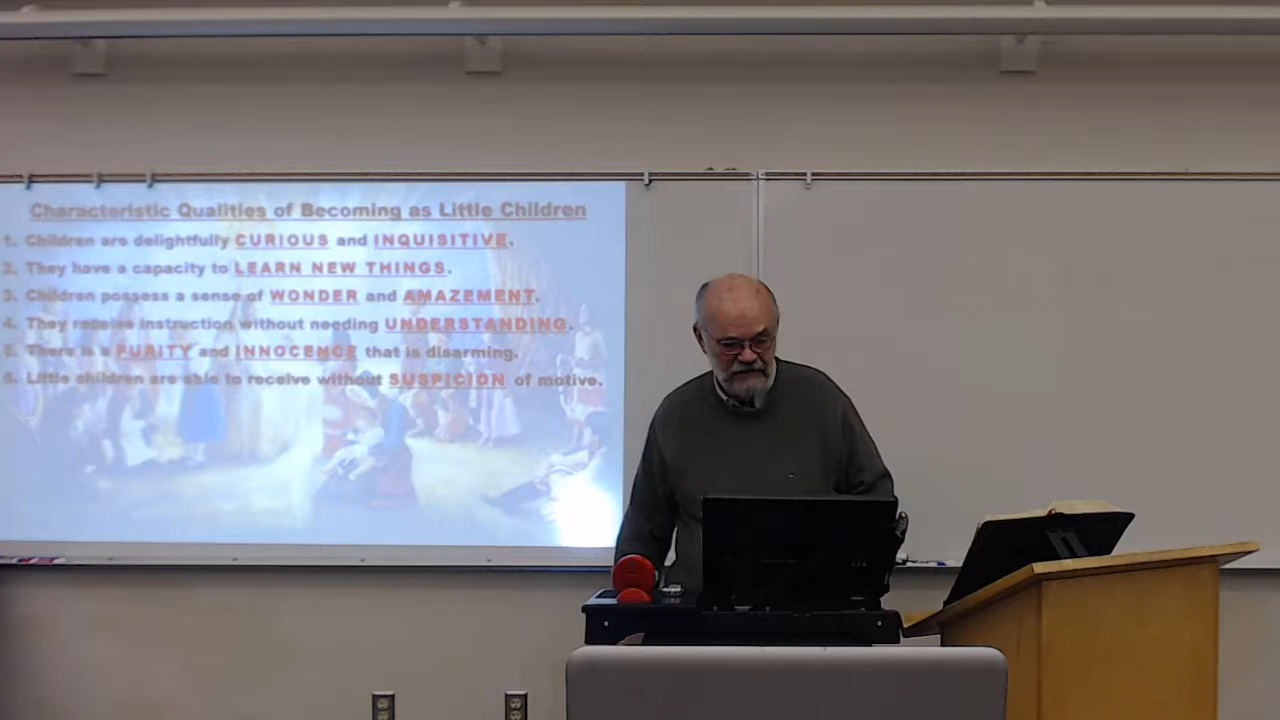 Characteristic Qualities of Becoming as Little Children
1. Children are delightfully CURIOUS and INQUISITIVE.
2. They have a capacity to LEARN NEW THINGS.
3. Children possess a sense of WONDER and AMAZEMENT.
4. They receive instruction without needing UNDERSTANDING.
5. There is a PURITY and INNOCENCE that is disarming.
6. Little children are able to receive without SUSPICION of motive.